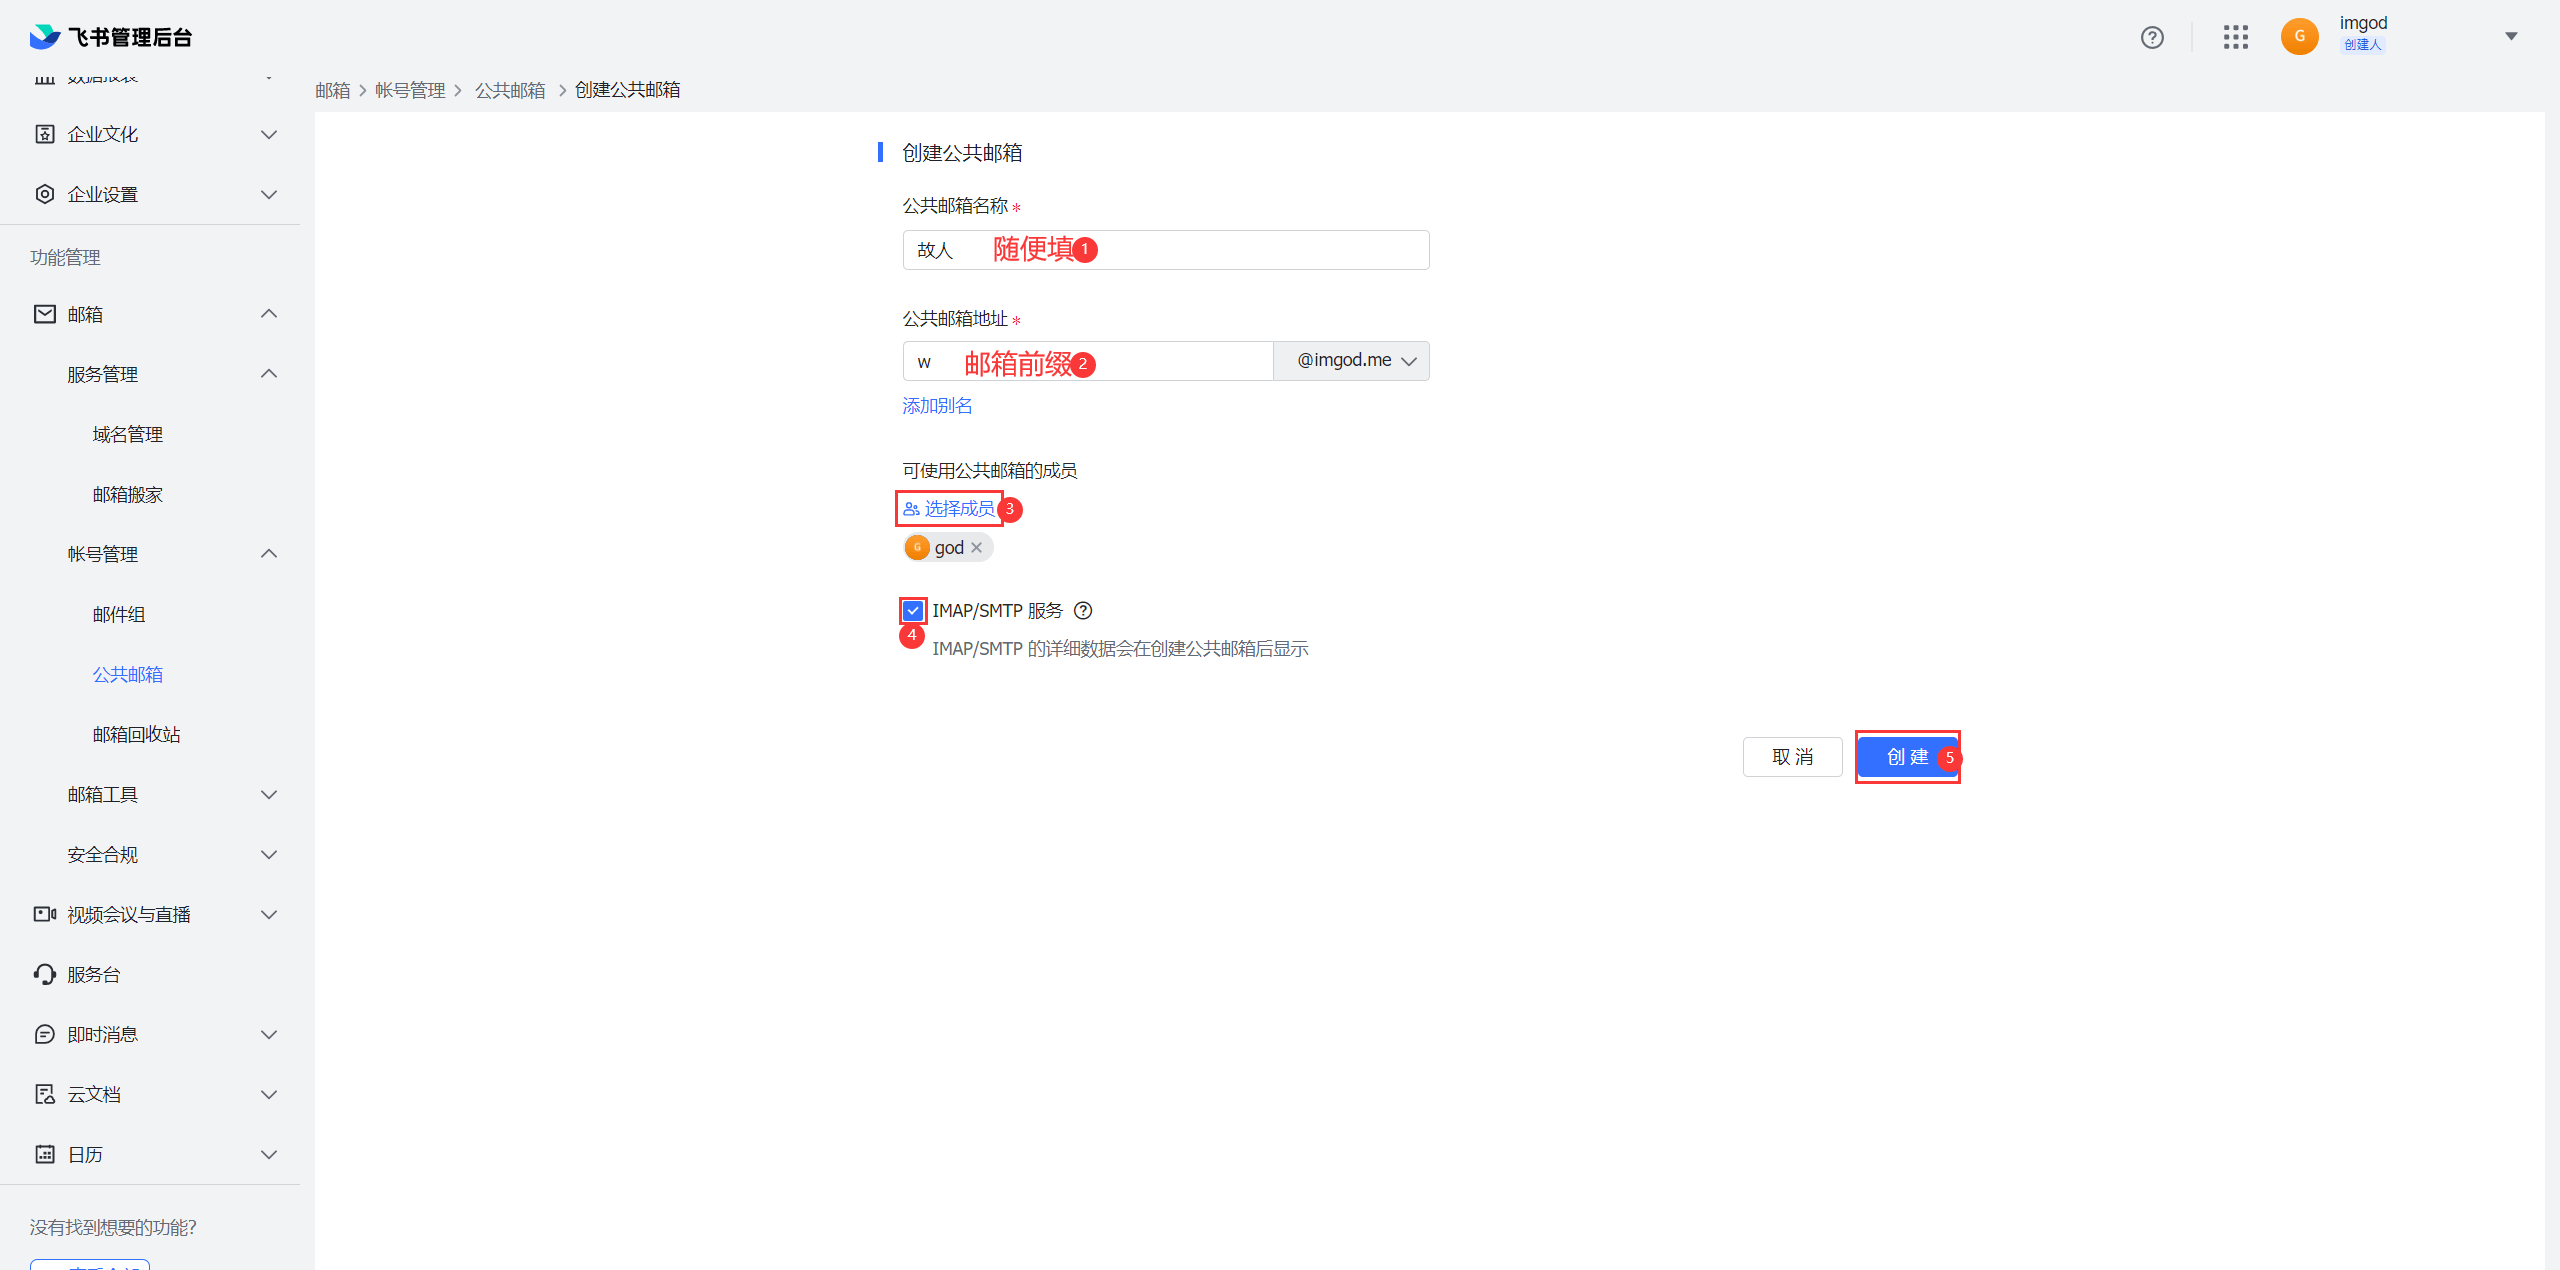 飞书管理后台
imgod
创建人
G
数据报表
企业文化
企业设置
功能管理
邮箱
服务管理
域名管理
邮箱搬家
帐号管理
邮件组
公共邮箱
邮箱回收站
邮箱工具
安全合规
视频会议与直播
服务台
即时消息
云文档
日历
没有找到想要的功能?
邮箱 > 帐号管理 > 公共邮箱 > 创建公共邮箱
创建公共邮箱
公共邮箱名称 *
故人 随便填 1
公共邮箱地址 *
w 邮箱前缀 2 @imgod.me
添加别名
可使用公共邮箱的成员
选择成员 3
G god
IMAP/SMTP 服务
4
IMAP/SMTP 的详细数据会在创建公共邮箱后显示
取消 创建 5